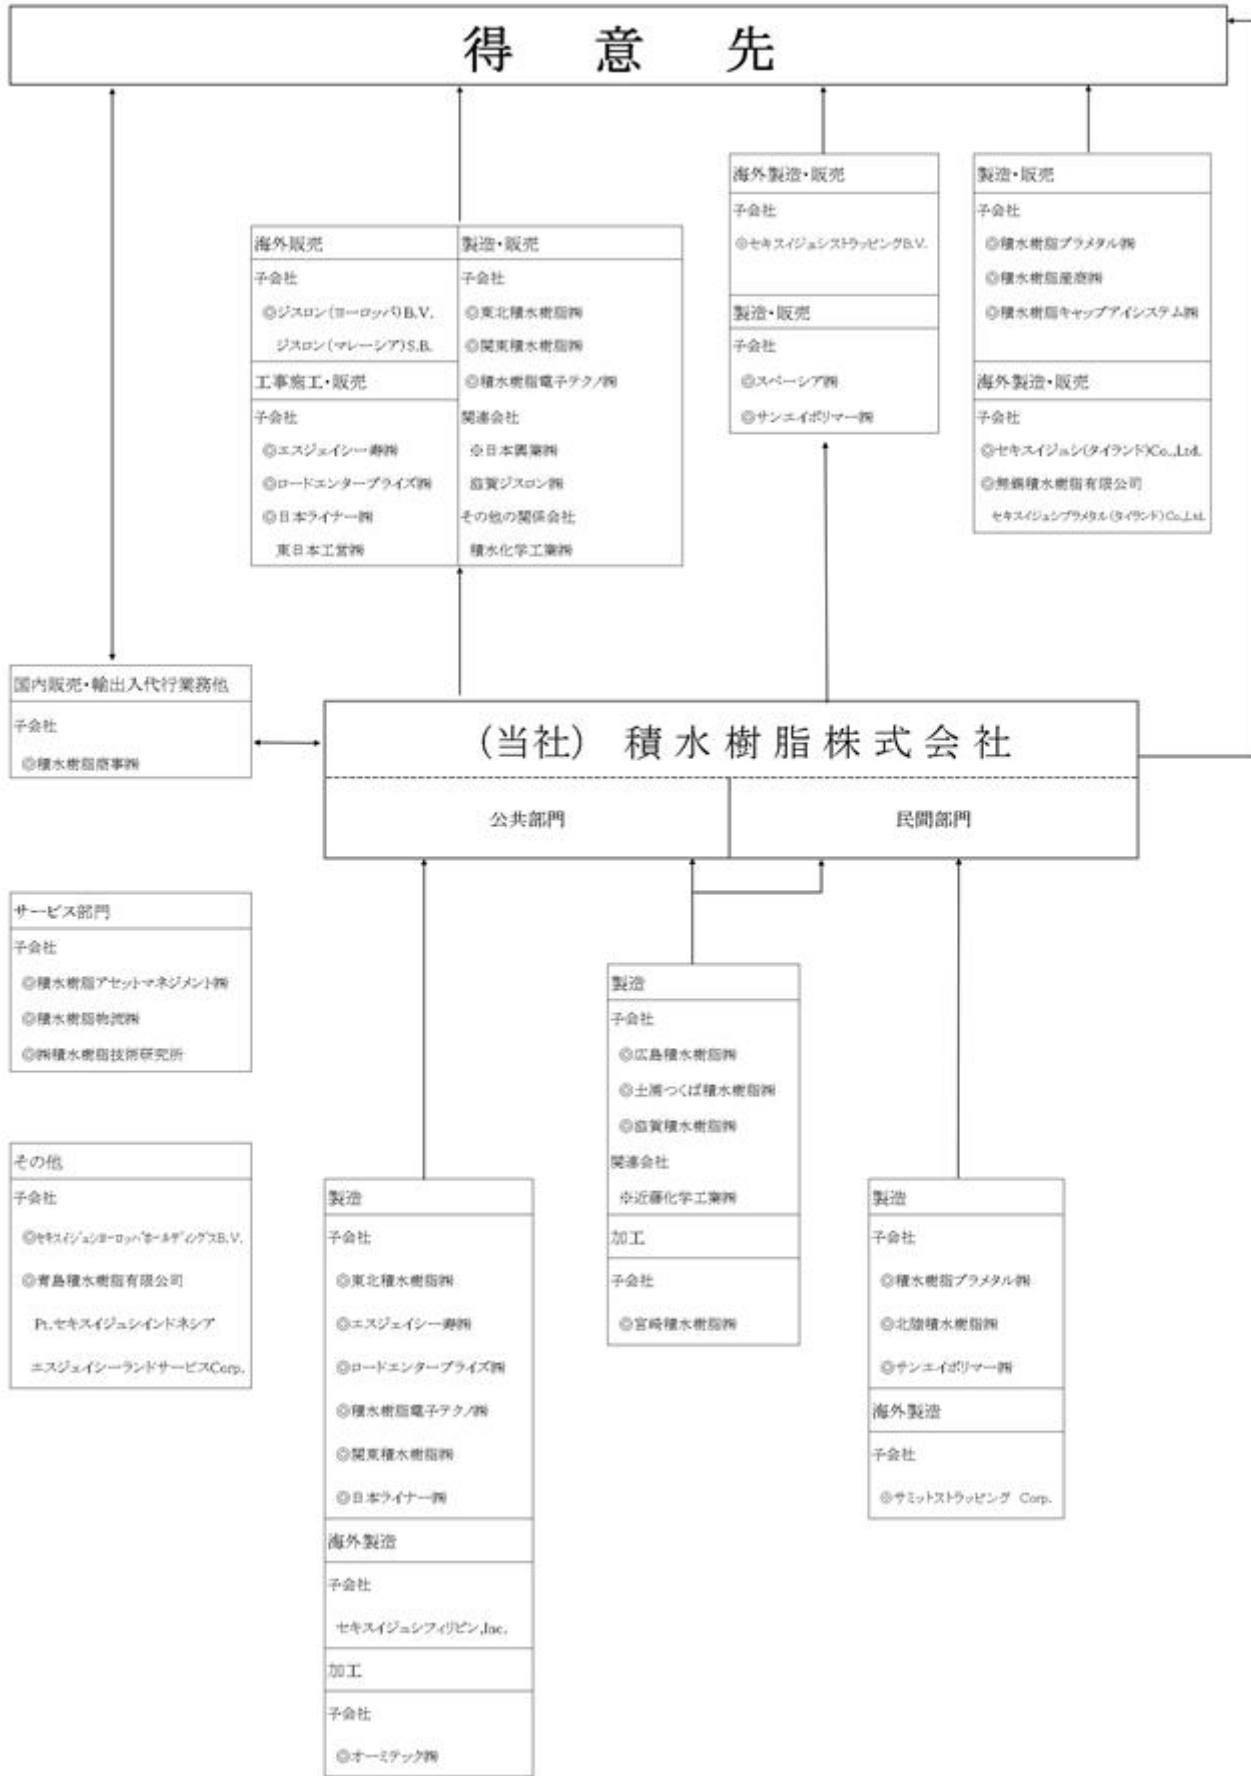 得意先
海外製造・販売
子会社
◎セキスイジュシストラッピングB.V.
製造・販売
子会社
◎スペーシア㈱
◎サンエイポリマー㈱
製造・販売
子会社
◎積水樹脂プラメタル㈱
◎積水樹脂産商㈱
◎積水樹脂キャップアイシステム㈱
海外製造・販売
子会社
◎セキスイジュシ(タイランド)Co.,Ltd.
◎無錫積水樹脂有限公司
セキスイジュシプラメタル(タイランド)Co.,Ltd.
海外販売
子会社
◎ジスロン(ヨーロッパ)B.V.
ジスロン(マレーシア)S.B.
工事施工・販売
子会社
◎エスジェイシー寿㈱
◎ロードエンタープライズ㈱
◎日本ライナー㈱
東日本工営㈱
製造・販売
子会社
◎東北積水樹脂㈱
◎関東積水樹脂㈱
◎積水樹脂電子テクノ㈱
関連会社
※日本興業㈱
滋賀ジスロン㈱
その他の関係会社
積水化学工業㈱
国内販売・輸出入代行業務他
子会社
◎積水樹脂商事㈱
(当社) 積水樹脂株式会社
公共部門
民間部門
サービス部門
子会社
◎積水樹脂アセットマネジメント㈱
◎積水樹脂物流㈱
◎㈱積水樹脂技術研究所
その他
子会社
◎セキスイジュシヨーロッパホールディングスB.V.
◎青島積水樹脂有限公司
Pt.セキスイジュシインドネシア
エスジェイシーランドサービスCorp.
製造
子会社
◎東北積水樹脂㈱
◎エスジェイシー寿㈱
◎ロードエンタープライズ㈱
◎積水樹脂電子テクノ㈱
◎関東積水樹脂㈱
◎日本ライナー㈱
海外製造
子会社
セキスイジュシフィリピン,Inc.
加工
子会社
◎オーミテック㈱
製造
子会社
◎広島積水樹脂㈱
◎土浦つくば積水樹脂㈱
◎滋賀積水樹脂㈱
関連会社
※近藤化学工業㈱
加工
子会社
◎宮崎積水樹脂㈱
製造
子会社
◎積水樹脂プラメタル㈱
◎北陸積水樹脂㈱
◎サンエイポリマー㈱
海外製造
子会社
◎サミットストラッピング Corp.